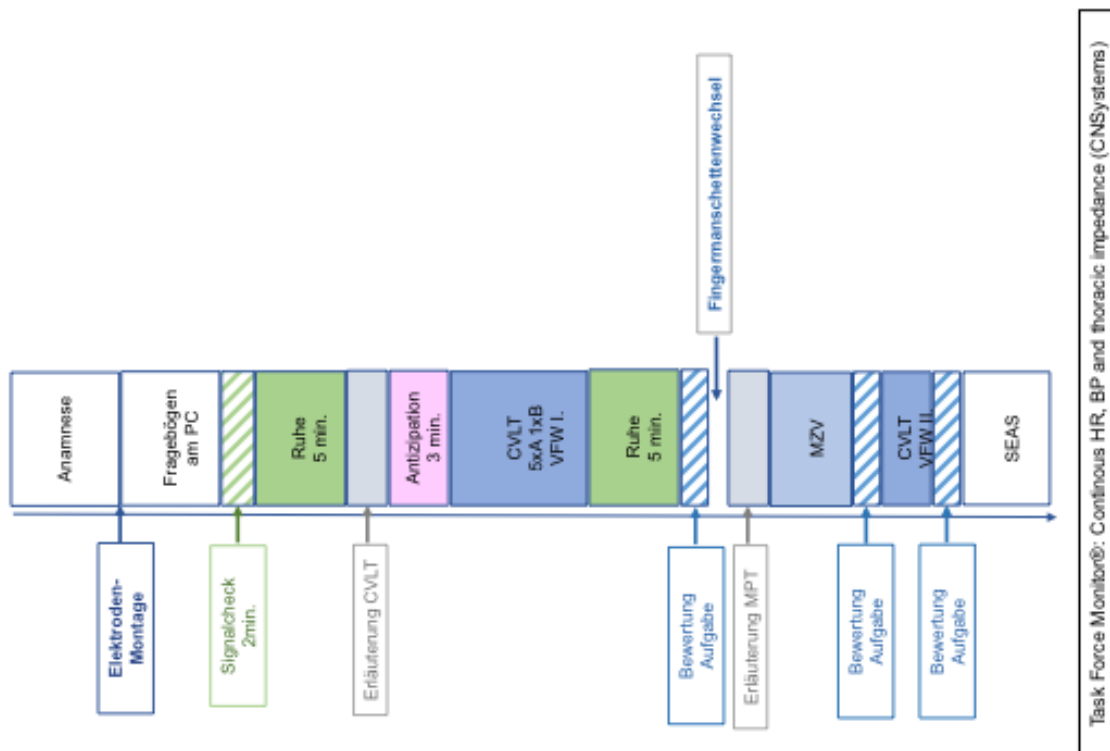 Anamnese
Fragebögen
am PC
Ruhe
5 min.
Antizipation
3 min.
CVLT
5xA 1xB
VFW I.
Ruhe
5 min.
Fingermanschettenwechsel
MZV
CVLT
VFW II.
SEAS
Elektroden-
Montage
Signalcheck
2min.
Erläuterung CVLT
Bewertung
Aufgabe
Erläuterung MPT
Bewertung
Aufgabe
Bewertung
Aufgabe
Task Force Monitor®: Continous HR, BP and thoracic impedance (CNSystems)